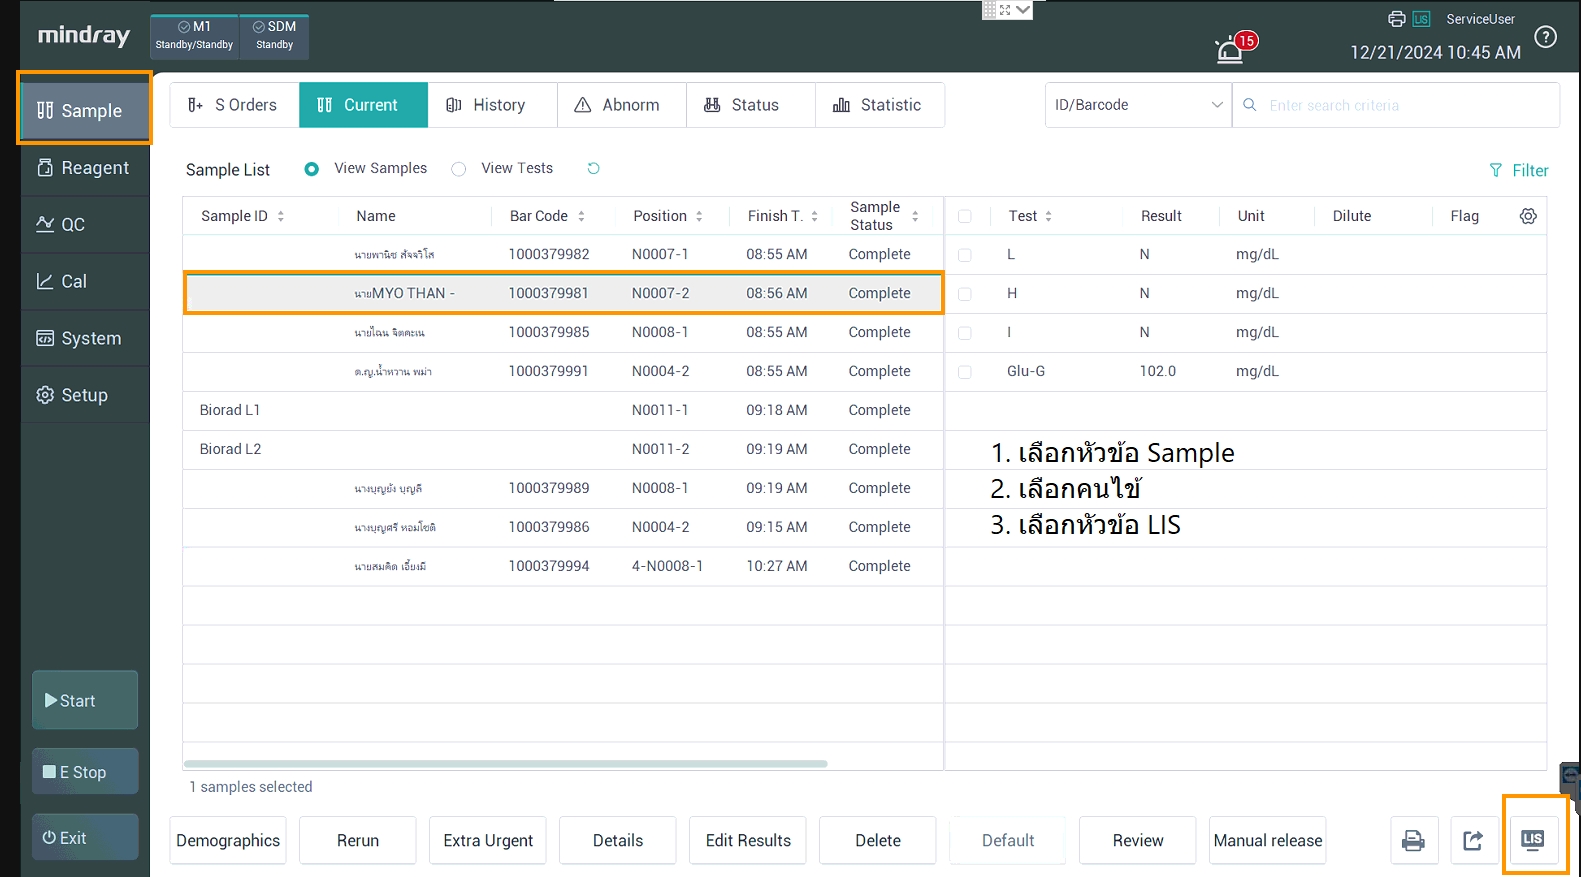 mindray
M1
Standby/Standby
SDM
Standby
15
LIS
ServiceUser
12/21/2024 10:45 AM
?
Sample
Reagent
QC
Cal
System
Setup
Start
E Stop
Exit
S Orders
Current
History
Abnorm
Status
Statistic
ID/Barcode
Enter search criteria
Sample List
View Samples
View Tests
Filter
Sample ID Name Bar Code Position Finish T. Sample Status
นายพานิช สัจจวิโส 1000379982 N0007-1 08:55 AM Complete
นายMYO THAN - 1000379981 N0007-2 08:56 AM Complete
นายไฉน จิตคะเน 1000379985 N0008-1 08:55 AM Complete
ด.ญ.น้ำหวาน พม่า 1000379991 N0004-2 08:55 AM Complete
Biorad L1 N0011-1 09:18 AM Complete
Biorad L2 N0011-2 09:19 AM Complete
นางบุญยัง บุญลี 1000379989 N0008-1 09:19 AM Complete
นางบุญศรี หอมโชติ 1000379986 N0004-2 09:15 AM Complete
นายสมคิด เอี้ยงมี 1000379994 4-N0008-1 10:27 AM Complete
Test Result Unit Dilute Flag
L N mg/dL
H N mg/dL
I N mg/dL
Glu-G 102.0 mg/dL
1. เลือกหัวข้อ Sample
2. เลือกคนไข้
3. เลือกหัวข้อ LIS
1 samples selected
Demographics
Rerun
Extra Urgent
Details
Edit Results
Delete
Default
Review
Manual release
LIS